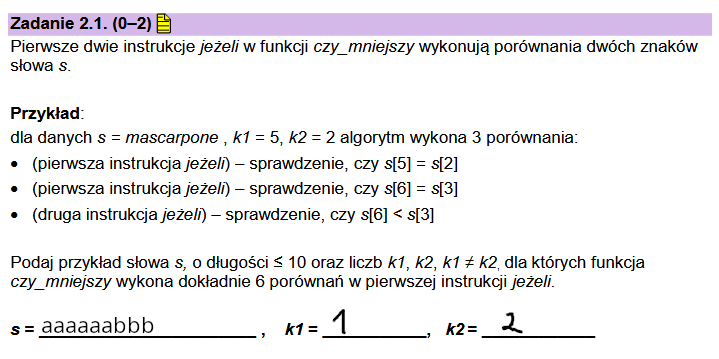 Zadanie 2.1. (0–2)
Pierwsze dwie instrukcje jeżeli w funkcji czy_mniejszy wykonują porównania dwóch znaków
słowa s.
Przykład:
dla danych s = mascarpone , k1 = 5, k2 = 2 algorytm wykona 3 porównania:
• (pierwsza instrukcja jeżeli) – sprawdzenie, czy s[5] = s[2]
• (pierwsza instrukcja jeżeli) – sprawdzenie, czy s[6] = s[3]
• (druga instrukcja jeżeli) – sprawdzenie, czy s[6] < s[3]
Podaj przykład słowa s, o długości ≤ 10 oraz liczb k1, k2, k1 ≠ k2, dla których funkcja
czy_mniejszy wykona dokładnie 6 porównań w pierwszej instrukcji jeżeli.
s = aaaaaabbb , k1 = 1 , k2 = 2